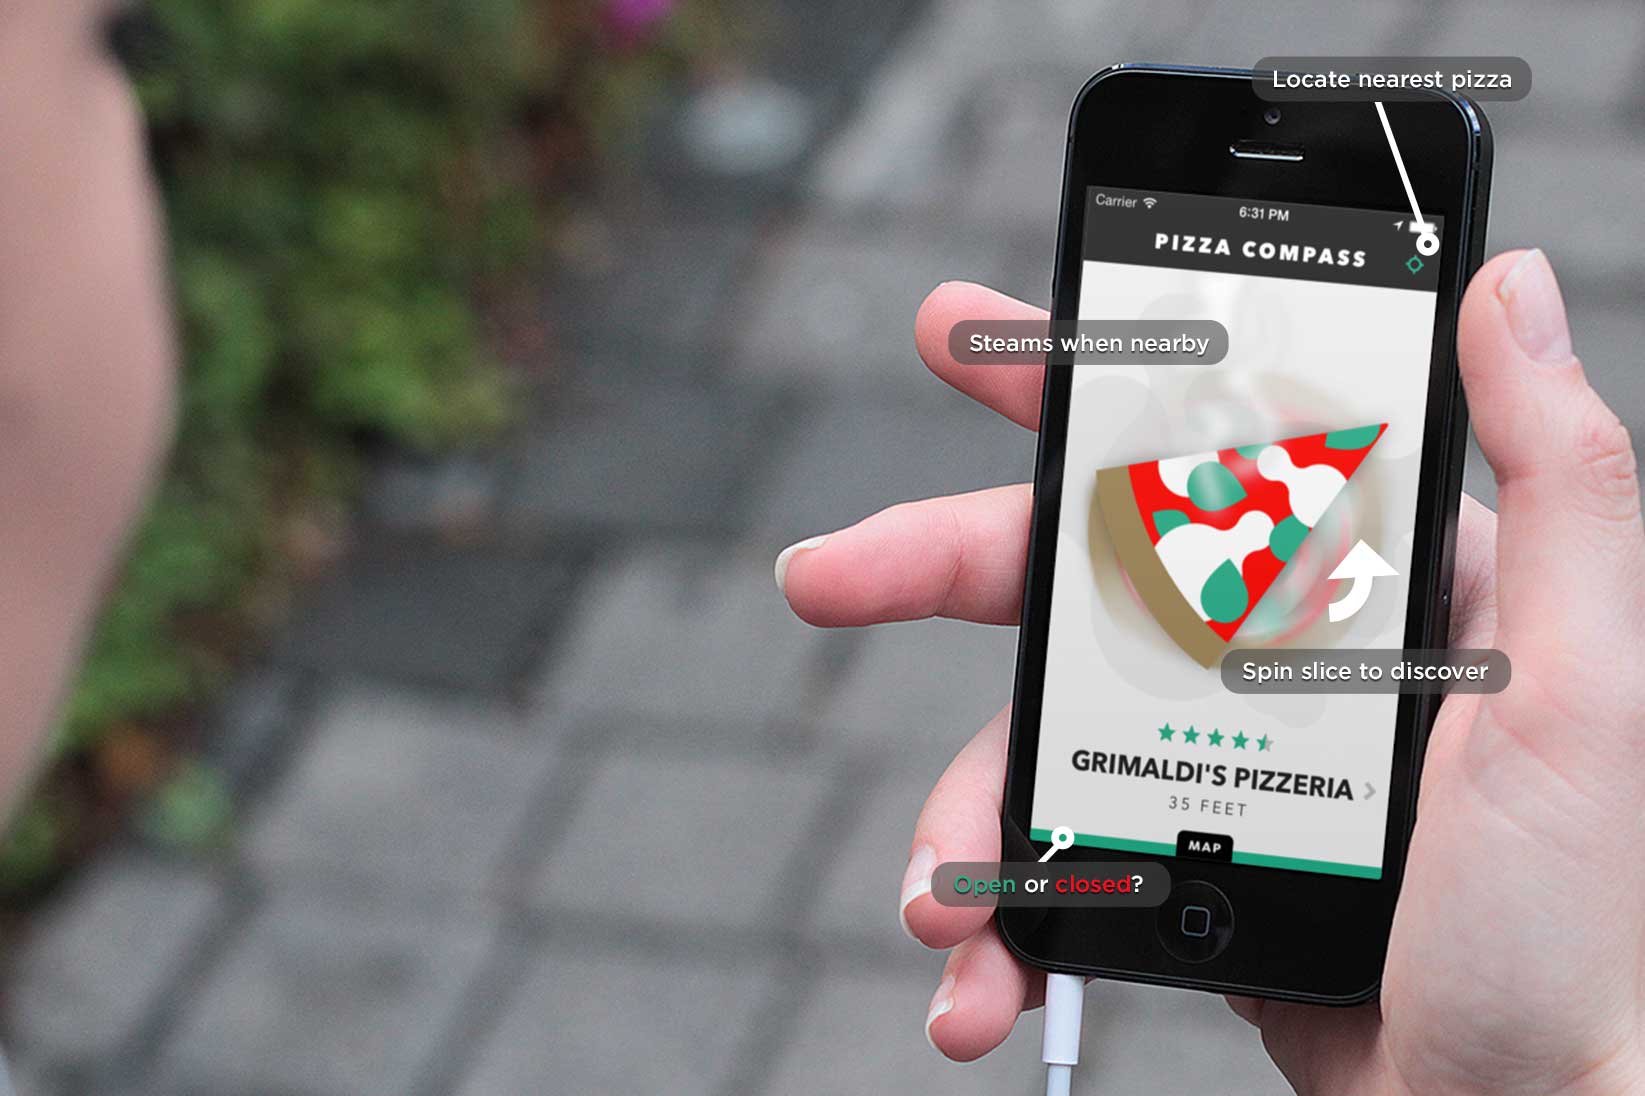 Locate nearest pizza
Carrier
6:31 PM
PIZZA COMPASS
Steams when nearby
Spin slice to discover
GRIMALDI'S PIZZERIA
35 FEET
MAP
Open or closed?